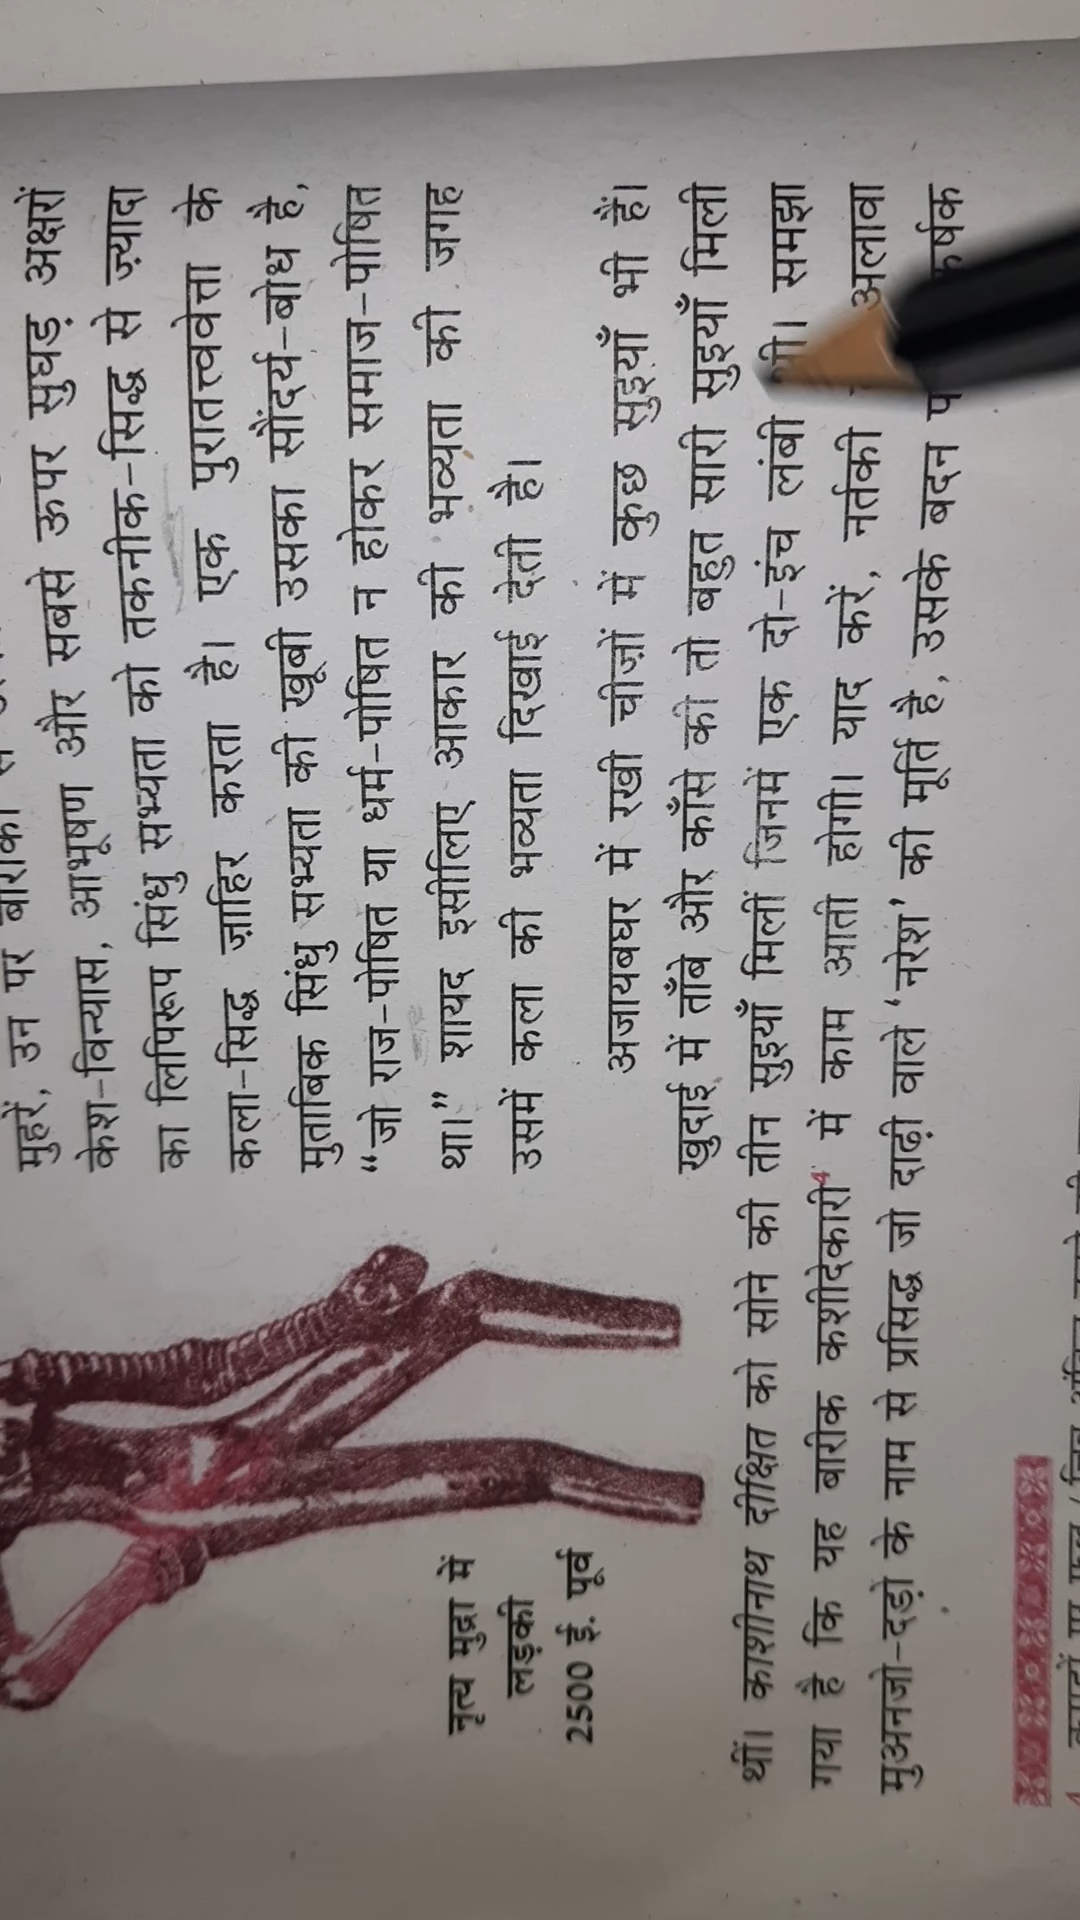 मुहरें, उन पर बारीकी से
केश-विन्यास, आभूषण और सबसे ऊपर सुघड़ अक्षरों
का लिपिरूप सिंधु सभ्यता को तकनीक-सिद्ध से ज़्यादा
कला-सिद्ध ज़ाहिर करता है। एक पुरातत्त्ववेत्ता के
मुताबिक सिंधु सभ्यता की खूबी उसका सौंदर्य-बोध है,
“जो राज-पोषित या धर्म-पोषित न होकर समाज-पोषित
था।” शायद इसीलिए आकार की भव्यता की जगह
उसमें कला की भव्यता दिखाई देती है।
नृत्य मुद्रा में
लड़की
2500 ई. पूर्व
अजायबघर में रखी चीज़ों में कुछ सुइयाँ भी हैं।
खुदाई में ताँबे और काँसे की तो बहुत सारी सुइयाँ मिली
थीं। काशीनाथ दीक्षित को सोने की तीन सुइयाँ मिलीं जिनमें एक दो-इंच लंबी थी। समझा
गया है कि यह बारीक कशीदेकारी4 में काम आती होगी। याद करें, नर्तकी अलावा
मुअनजो-दड़ो के नाम से प्रसिद्ध जो दाढ़ी वाले ‘नरेश’ की मूर्ति है, उसके बदन